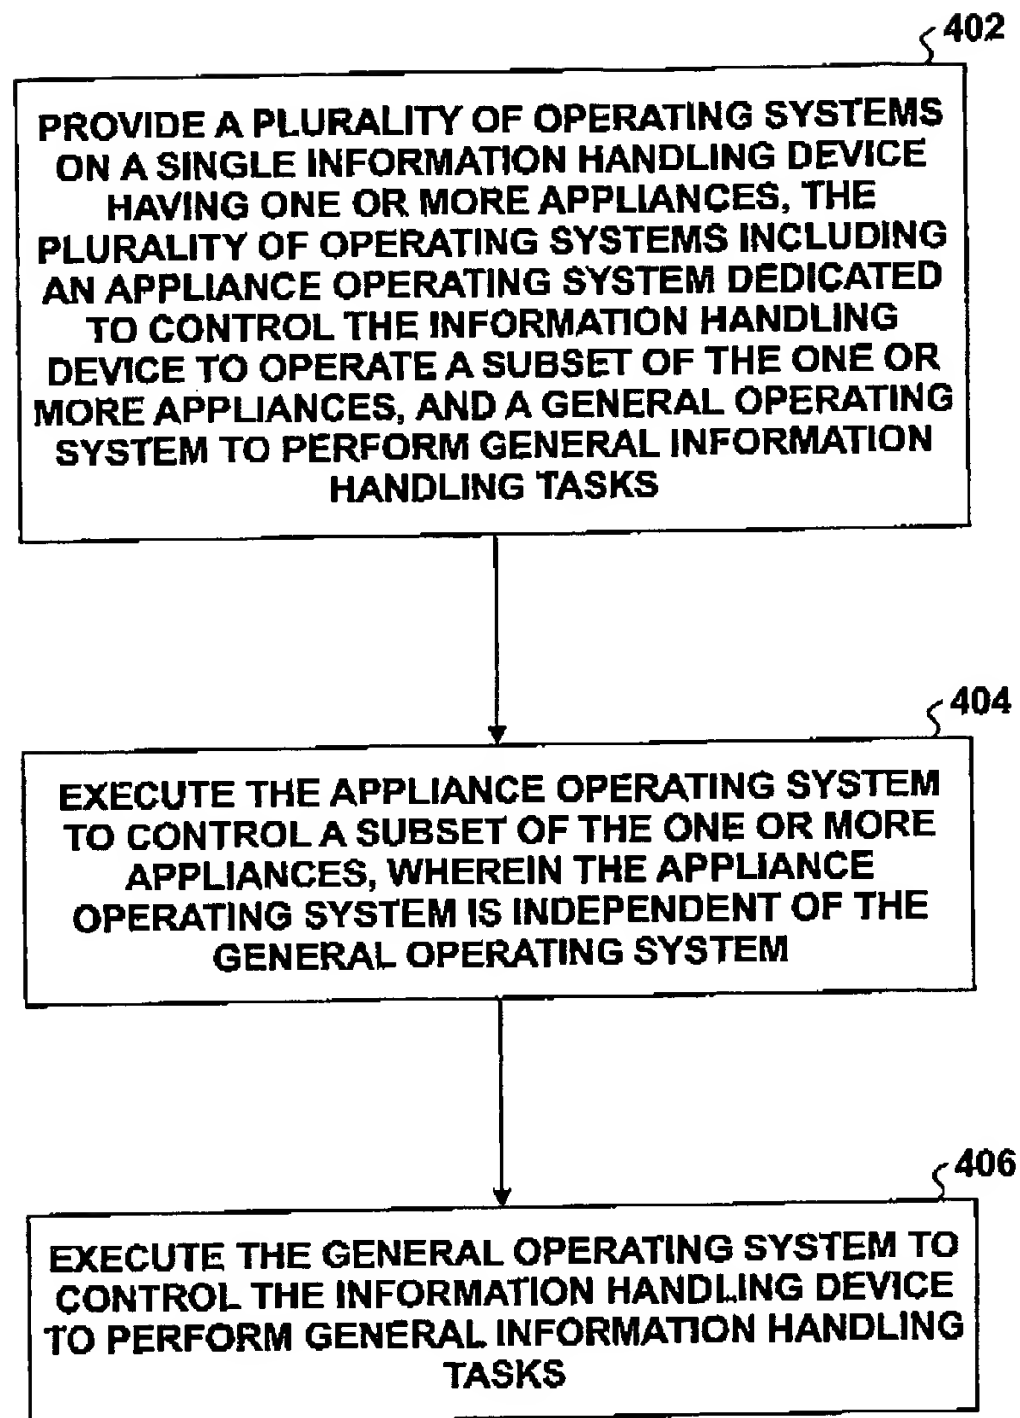 402
PROVIDE A PLURALITY OF OPERATING SYSTEMS
ON A SINGLE INFORMATION HANDLING DEVICE
HAVING ONE OR MORE APPLIANCES, THE
PLURALITY OF OPERATING SYSTEMS INCLUDING
AN APPLIANCE OPERATING SYSTEM DEDICATED
TO CONTROL THE INFORMATION HANDLING
DEVICE TO OPERATE A SUBSET OF THE ONE OR
MORE APPLIANCES, AND A GENERAL OPERATING
SYSTEM TO PERFORM GENERAL INFORMATION
HANDLING TASKS
404
EXECUTE THE APPLIANCE OPERATING SYSTEM
TO CONTROL A SUBSET OF THE ONE OR MORE
APPLIANCES, WHEREIN THE APPLIANCE
OPERATING SYSTEM IS INDEPENDENT OF THE
GENERAL OPERATING SYSTEM
406
EXECUTE THE GENERAL OPERATING SYSTEM TO
CONTROL THE INFORMATION HANDLING DEVICE
TO PERFORM GENERAL INFORMATION HANDLING
TASKS